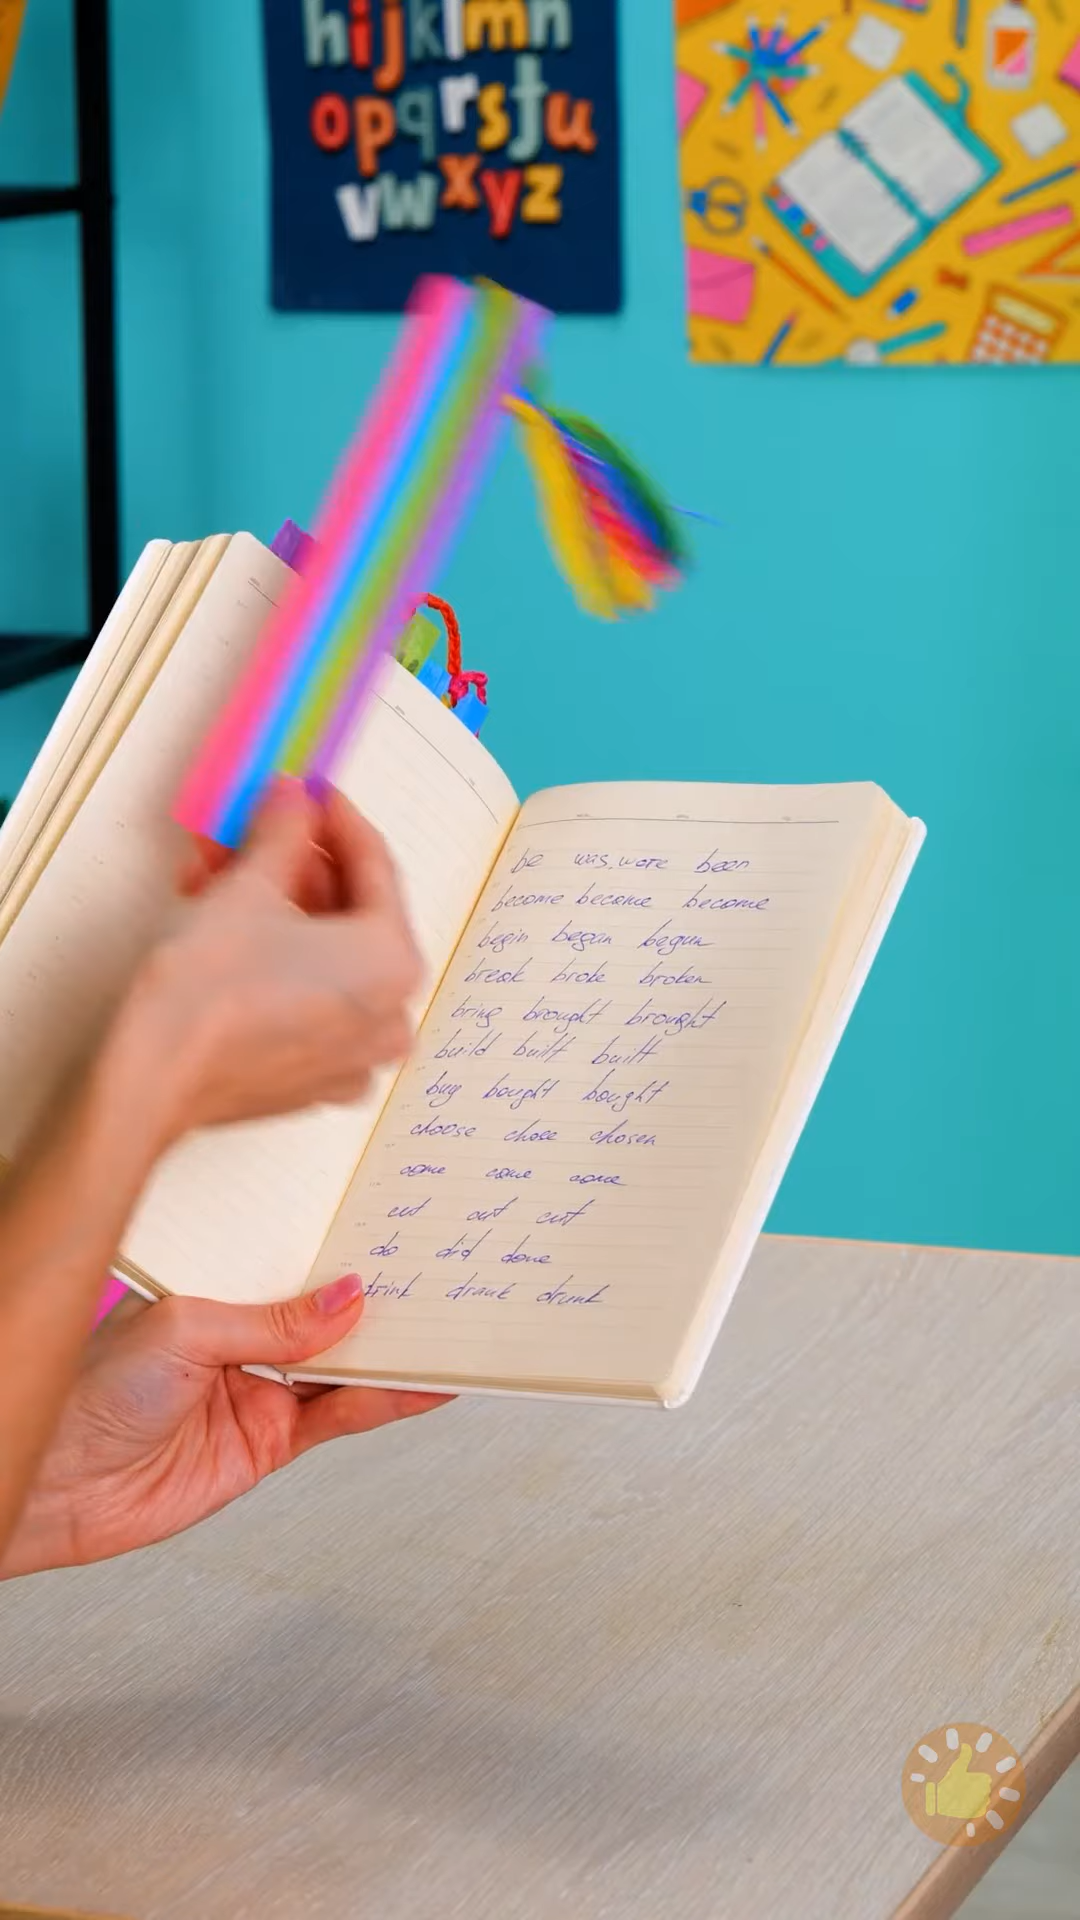 hijklmn
opqrstu
vwxyz
be was, were been
become become become
begin began begun
break broke broken
bring brought brought
build built built
buy bought bought
choose chose chosen
come come come
cut cut cut
do did done
drink drank drunk